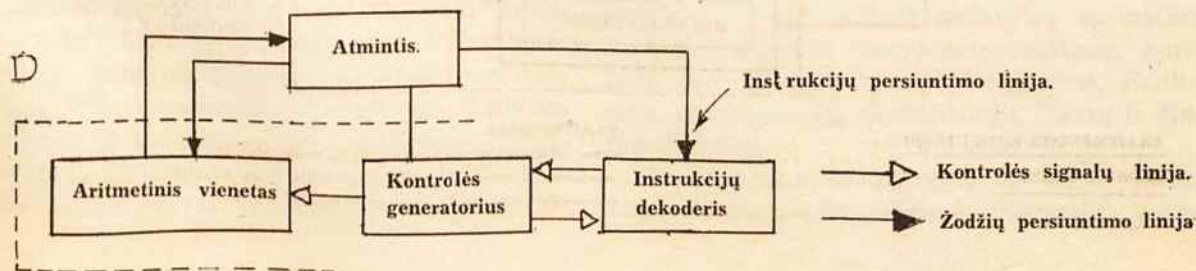 D
Atmintis.
Instrukcijų persiuntimo linija.
Aritmetinis vienetas
Kontrolės
generatorius
Instrukcijų
dekoderis
Kontrolės signalų linija.
Žodžių persiuntimo linija